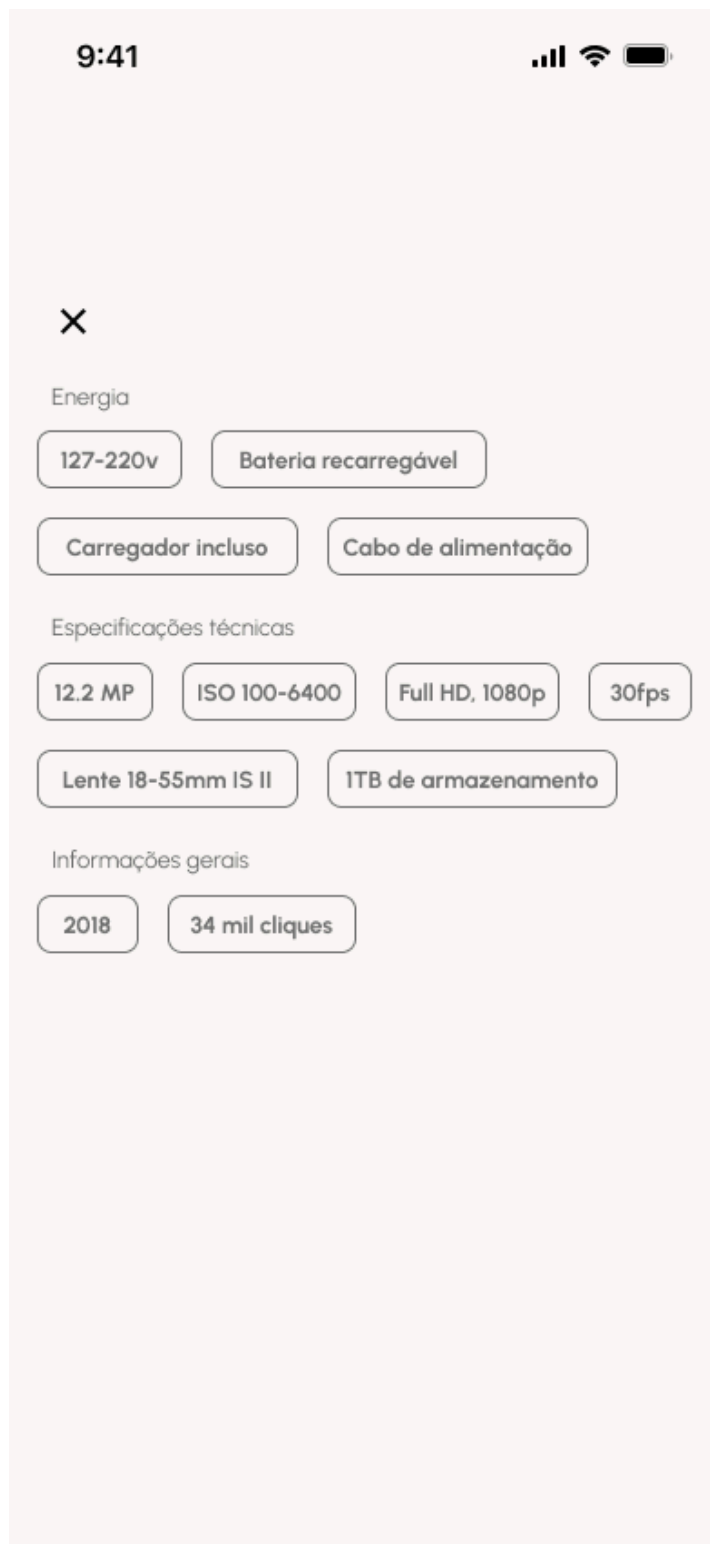 9:41
Energia
127-220v Bateria recarregável
Carregador incluso Cabo de alimentação
Especificações técnicas
12.2 MP ISO 100-6400 Full HD, 1080p 30fps
Lente 18-55mm IS II 1TB de armazenamento
Informações gerais
2018 34 mil cliques